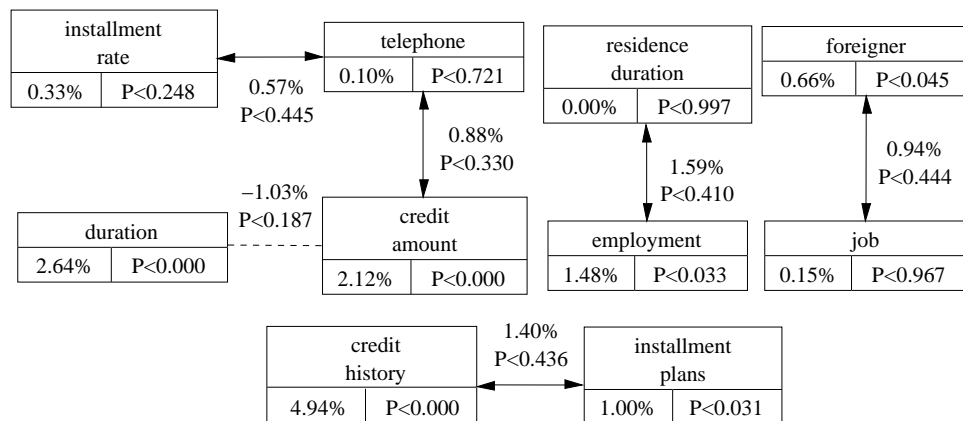 installment
rate
0.33% P<0.248
0.57%
P<0.445
telephone
0.10% P<0.721
0.88%
P<0.330
residence
duration
0.00% P<0.997
1.59%
P<0.410
foreigner
0.66% P<0.045
0.94%
P<0.444
duration
2.64% P<0.000
−1.03%
P<0.187
credit
amount
2.12% P<0.000
employment
1.48% P<0.033
job
0.15% P<0.967
credit
history
4.94% P<0.000
1.40%
P<0.436
installment
plans
1.00% P<0.031